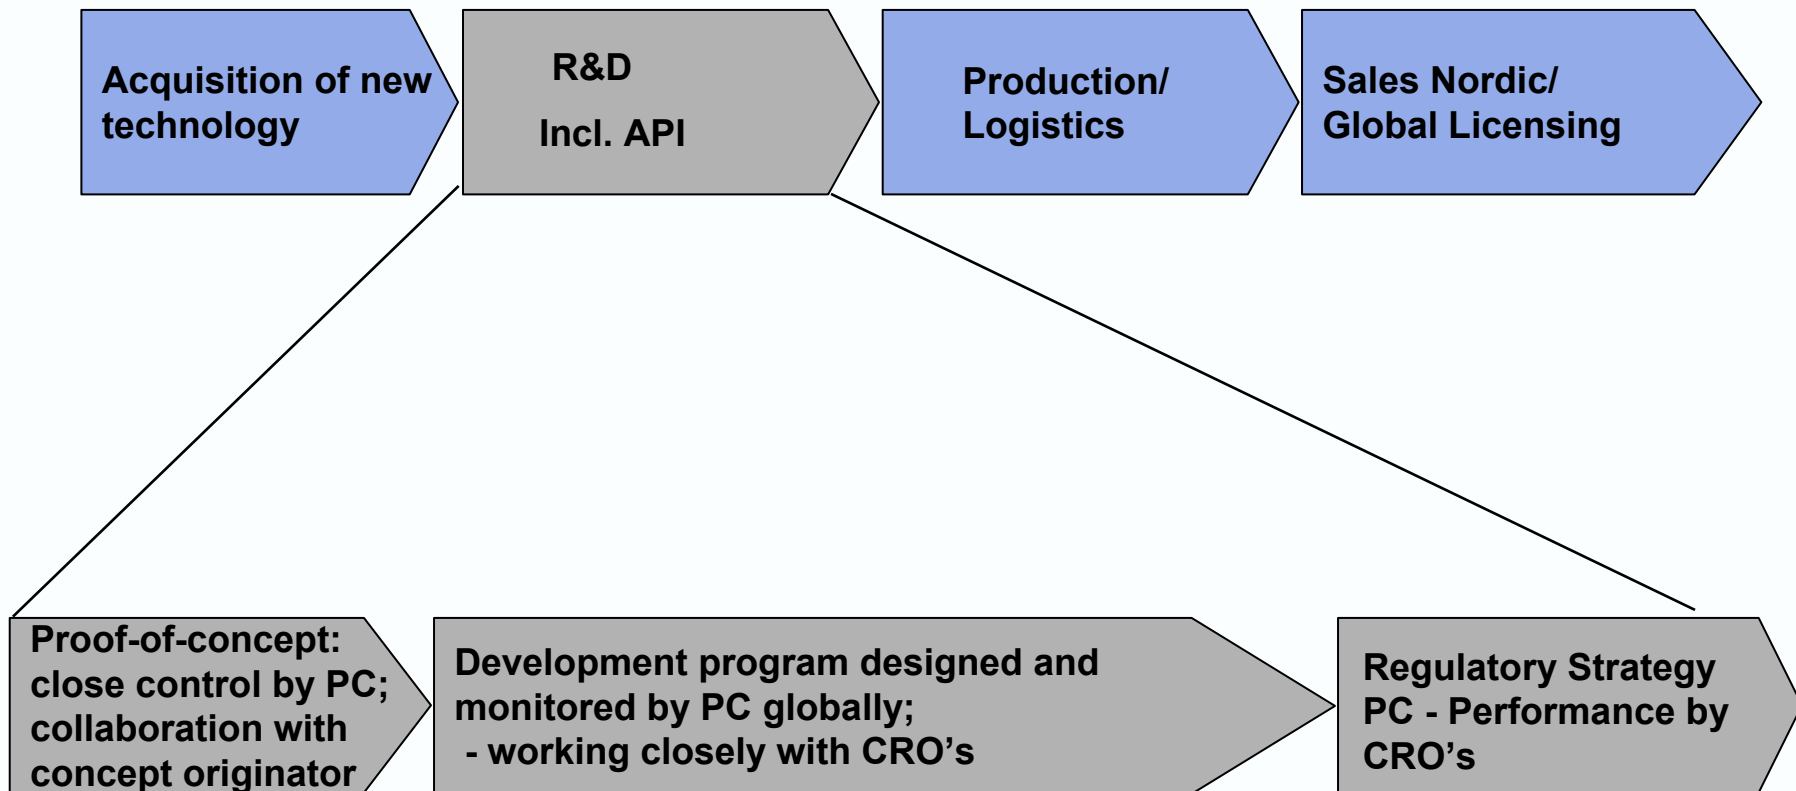 Acquisition of new
technology
R&D
Incl. API
Production/
Logistics
Sales Nordic/
Global Licensing
Proof-of-concept:
close control by PC;
collaboration with
concept originator
Development program designed and
monitored by PC globally;
- working closely with CRO’s
Regulatory Strategy
PC - Performance by
CRO’s